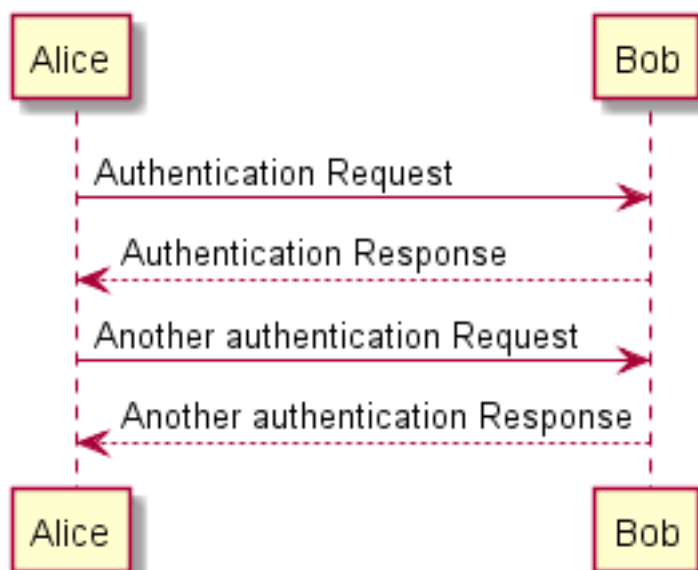 Alice
Bob
Authentication Request
Authentication Response
Another authentication Request
Another authentication Response
Alice
Bob